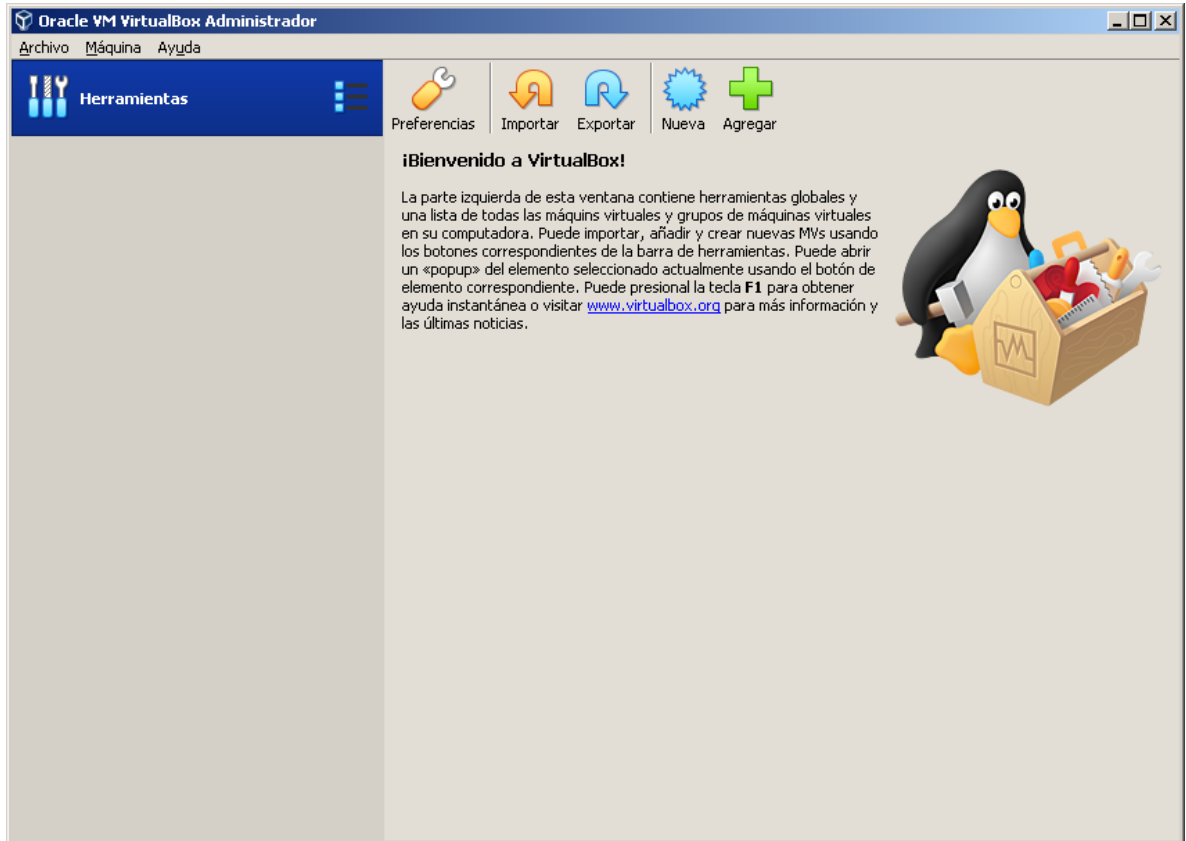 Oracle VM VirtualBox Administrador
Archivo Máquina Ayuda
Herramientas
Preferencias Importar Exportar Nueva Agregar
¡Bienvenido a VirtualBox!
La parte izquierda de esta ventana contiene herramientas globales y
una lista de todas las máquins virtuales y grupos de máquinas virtuales
en su computadora. Puede importar, añadir y crear nuevas MVs usando
los botones correspondientes de la barra de herramientas. Puede abrir
un «popup» del elemento seleccionado actualmente usando el botón de
elemento correspondiente. Puede presional la tecla F1 para obtener
ayuda instantánea o visitar www.virtualbox.org para más información y
las últimas noticias.